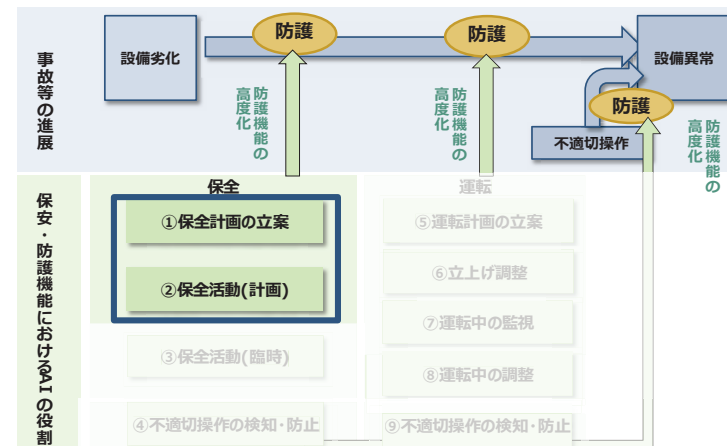 事故等の進展
設備劣化
防護
防護
設備異常
防護
不適切操作
防護機能の
高度化
防護機能の
高度化
防護機能の
高度化
保安・防護機能におけるAIの役割
保全
①保全計画の立案
②保全活動(計画)
③保全活動(臨時)
④不適切操作の検知・防止
運転
⑤運転計画の立案
⑥立上げ調整
⑦運転中の監視
⑧運転中の調整
⑨不適切操作の検知・防止